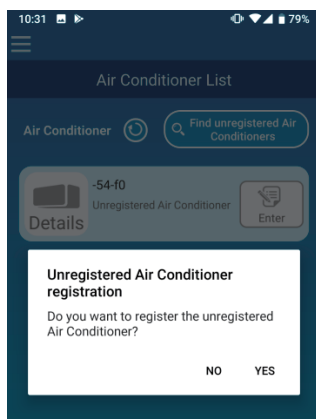 10:31 79%
Air Conditioner List
Air Conditioner
Find unregistered Air
Conditioners
-54-f0
Unregistered Air Conditioner
Details
Enter
Unregistered Air Conditioner
registration
Do you want to register the unregistered
Air Conditioner?
NO YES